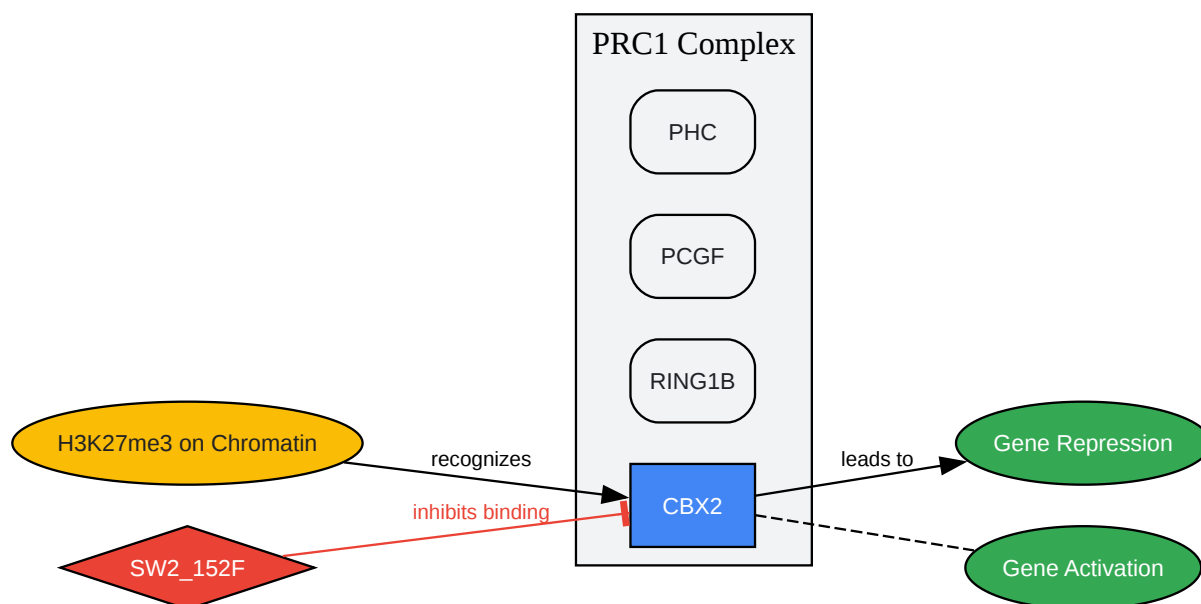 PRC1 Complex
PHC
PCGF
RING1B
H3K27me3 on Chromatin
recognizes
leads to
Gene Repression
CBX2
inhibits binding
SW2_152F
Gene Activation